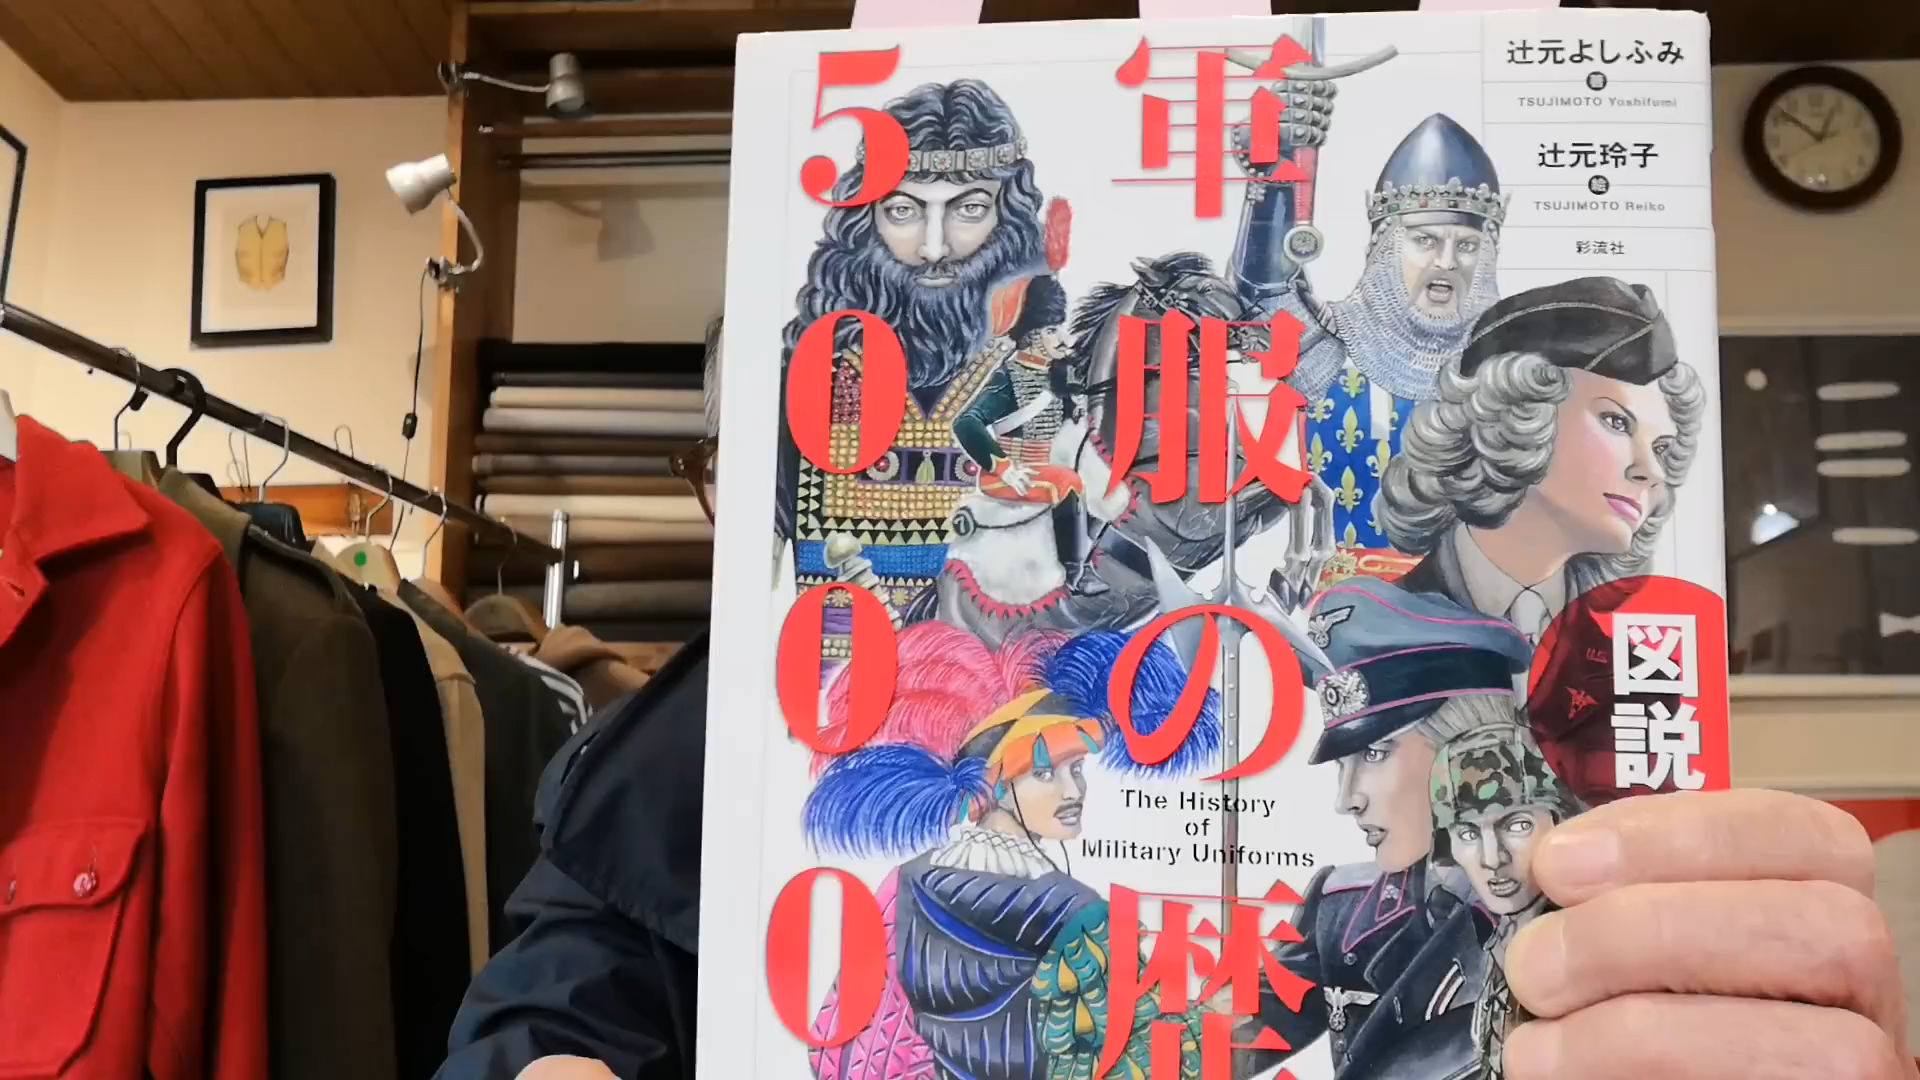 図説
軍服の歴
5000
The History
of
Military Uniforms
辻元よしふみ
著
TSUJIMOTO Yoshifumi
辻元玲子
絵
TSUJIMOTO Reiko
彩流社
U.S.